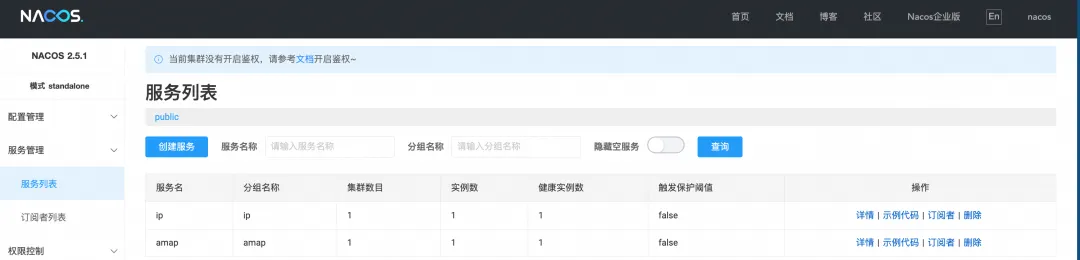 NACOS.
首页 文档 博客 社区 Nacos企业版 En nacos
NACOS 2.5.1
模式 standalone
配置管理
服务管理
服务列表
订阅者列表
权限控制
当前集群没有开启鉴权，请参考文档开启鉴权~
服务列表
public
创建服务 服务名称 请输入服务名称 分组名称 请输入分组名称 隐藏空服务 查询
服务名 分组名称 集群数目 实例数 健康实例数 触发保护阈值 操作
ip ip 1 1 1 false 详情 | 示例代码 | 订阅者 | 删除
amap amap 1 1 1 false 详情 | 示例代码 | 订阅者 | 删除